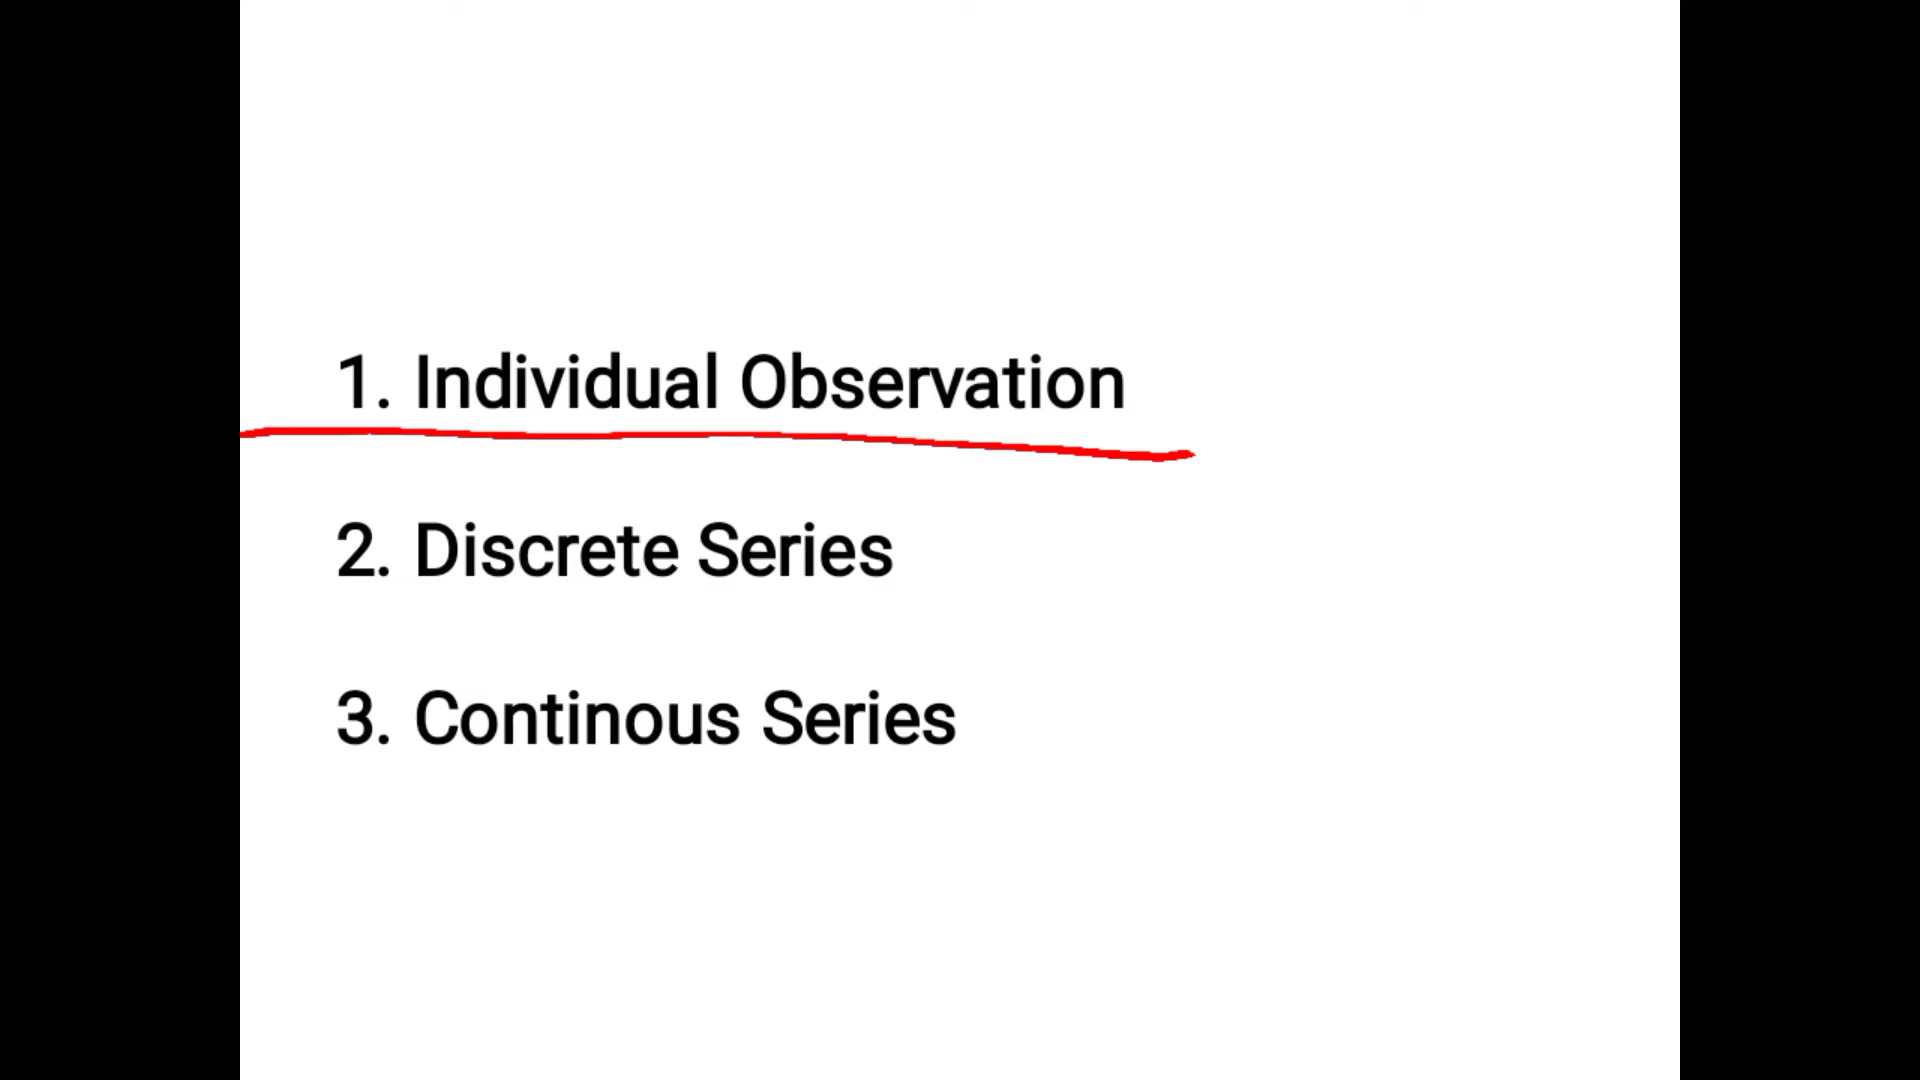 1. Individual Observation
2. Discrete Series
3. Continous Series